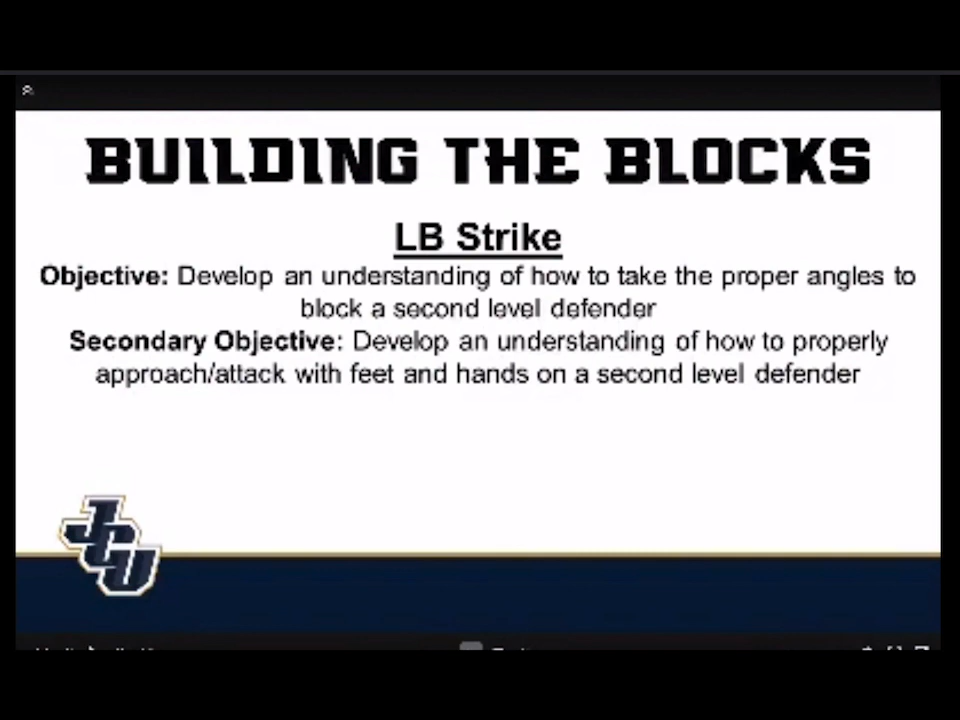 BUILDING THE BLOCKS
LB Strike
Objective: Develop an understanding of how to take the proper angles to
block a second level defender
Secondary Objective: Develop an understanding of how to properly
approach/attack with feet and hands on a second level defender
JCU